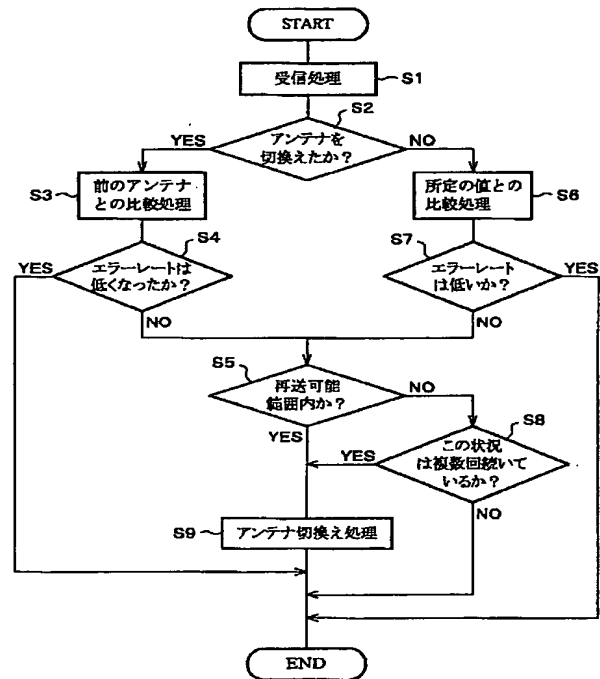 START
受信処理
S1
S2
アンテナを
切換えたか？
YES
NO
S3
前のアンテナ
との比較処理
所定の値との
比較処理
S6
S4
エラーレートは
低くなったか？
YES
NO
S7
エラーレート
は低いか？
YES
NO
S5
再送可能
範囲内か？
NO
YES
S8
この状況
は複数回続いて
いるか？
YES
NO
S9
アンテナ切換え処理
END